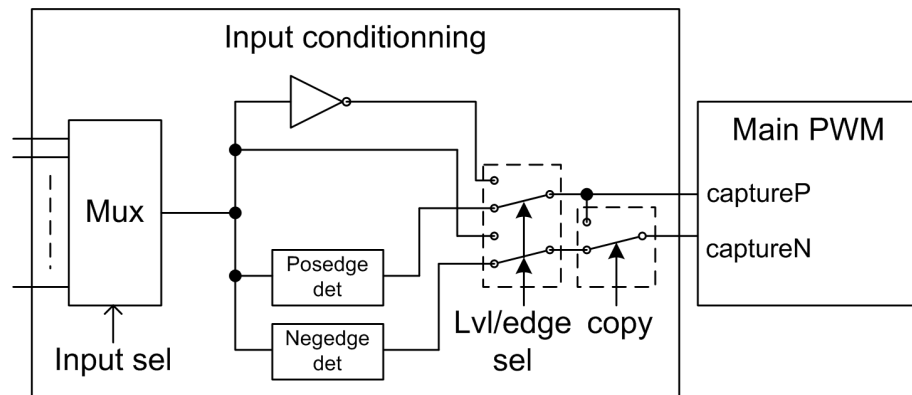 Input conditionning
Mux
Input sel
Posedge
det
Negedge
det
Lvl/edge
sel
copy
Main PWM
captureP
captureN